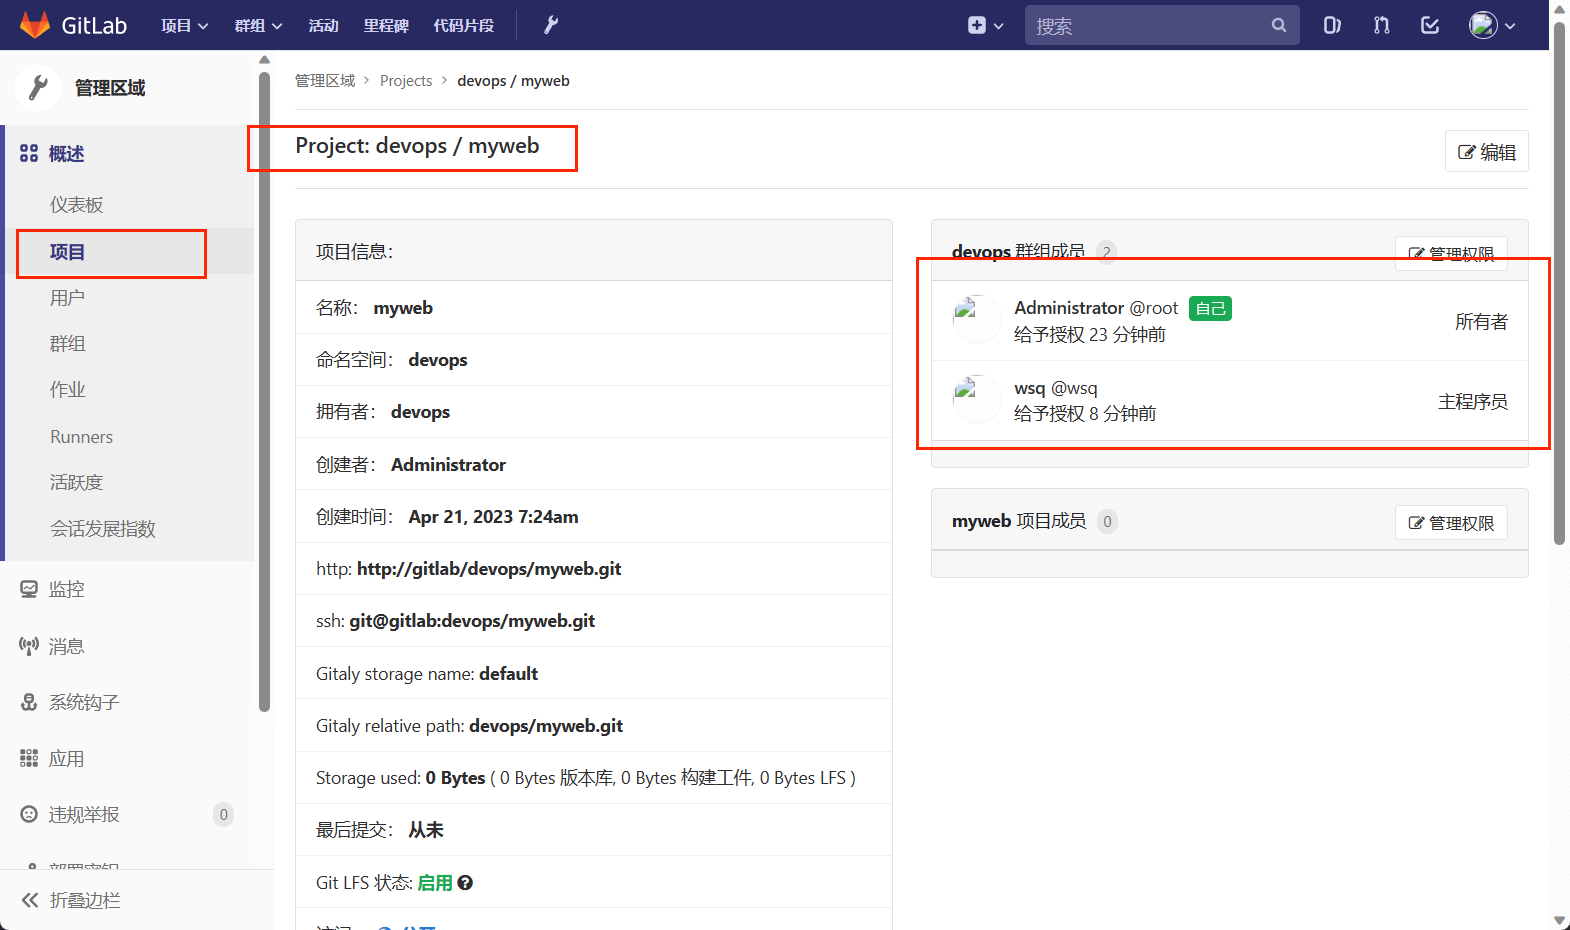 GitLab 项目 群组 活动 里程碑 代码片段 搜索
管理区域
概述
仪表板
项目
用户
群组
作业
Runners
活跃度
会话发展指数
监控
消息
系统钩子
应用
违规举报 0
部署密钥
折叠边栏
管理区域 > Projects > devops / myweb
Project: devops / myweb
编辑
项目信息:
名称: myweb
命名空间: devops
拥有者: devops
创建者: Administrator
创建时间: Apr 21, 2023 7:24am
http: http://gitlab/devops/myweb.git
ssh: git@gitlab:devops/myweb.git
Gitaly storage name: default
Gitaly relative path: devops/myweb.git
Storage used: 0 Bytes ( 0 Bytes 版本库, 0 Bytes 构建工件, 0 Bytes LFS )
最后提交: 从未
Git LFS 状态: 启用
访问: 公开
devops 群组成员 2
管理权限
Administrator @root 自己
给予授权 23 分钟前
所有者
wsq @wsq
给予授权 8 分钟前
主程序员
myweb 项目成员 0
管理权限